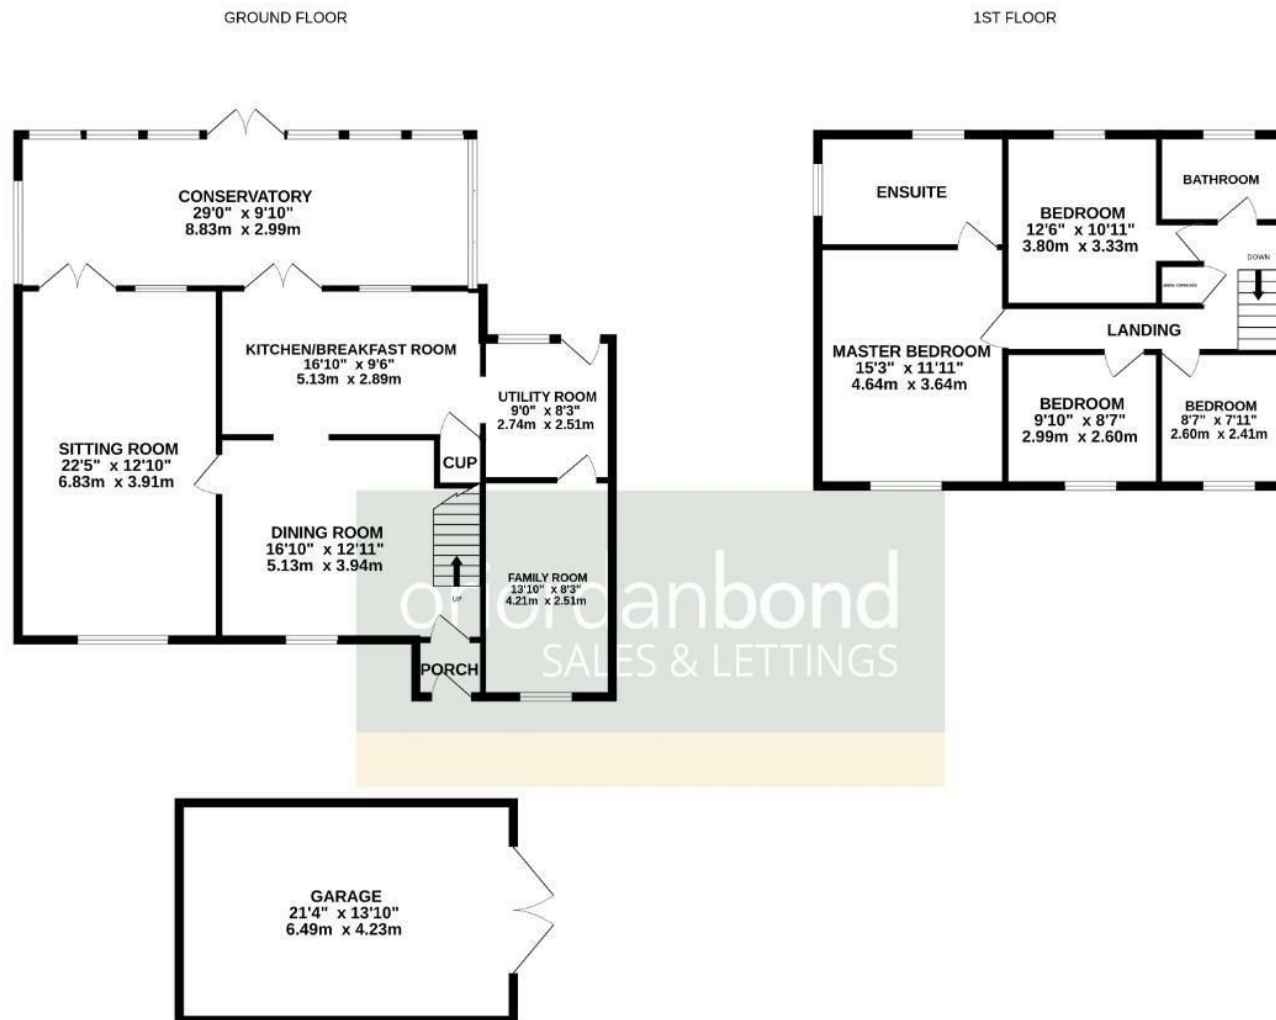 GROUND FLOOR
1ST FLOOR
CONSERVATORY
29'0" x 9'10"
8.83m x 2.99m
KITCHEN/BREAKFAST ROOM
16'10" x 9'6"
5.13m x 2.89m
UTILITY ROOM
9'0" x 8'3"
2.74m x 2.51m
SITTING ROOM
22'5" x 12'10"
6.83m x 3.91m
CUP
DINING ROOM
16'10" x 12'11"
5.13m x 3.94m
UP
FAMILY ROOM
13'10" x 8'3"
4.21m x 2.51m
PORCH
ENSUITE
BEDROOM
12'6" x 10'11"
3.80m x 3.33m
BATHROOM
DOWN
LANDING
MASTER BEDROOM
15'3" x 11'11"
4.64m x 3.64m
BEDROOM
9'10" x 8'7"
2.99m x 2.60m
BEDROOM
8'7" x 7'11"
2.60m x 2.41m
SALES & LETTINGS
GARAGE
21'4" x 13'10"
6.49m x 4.23m